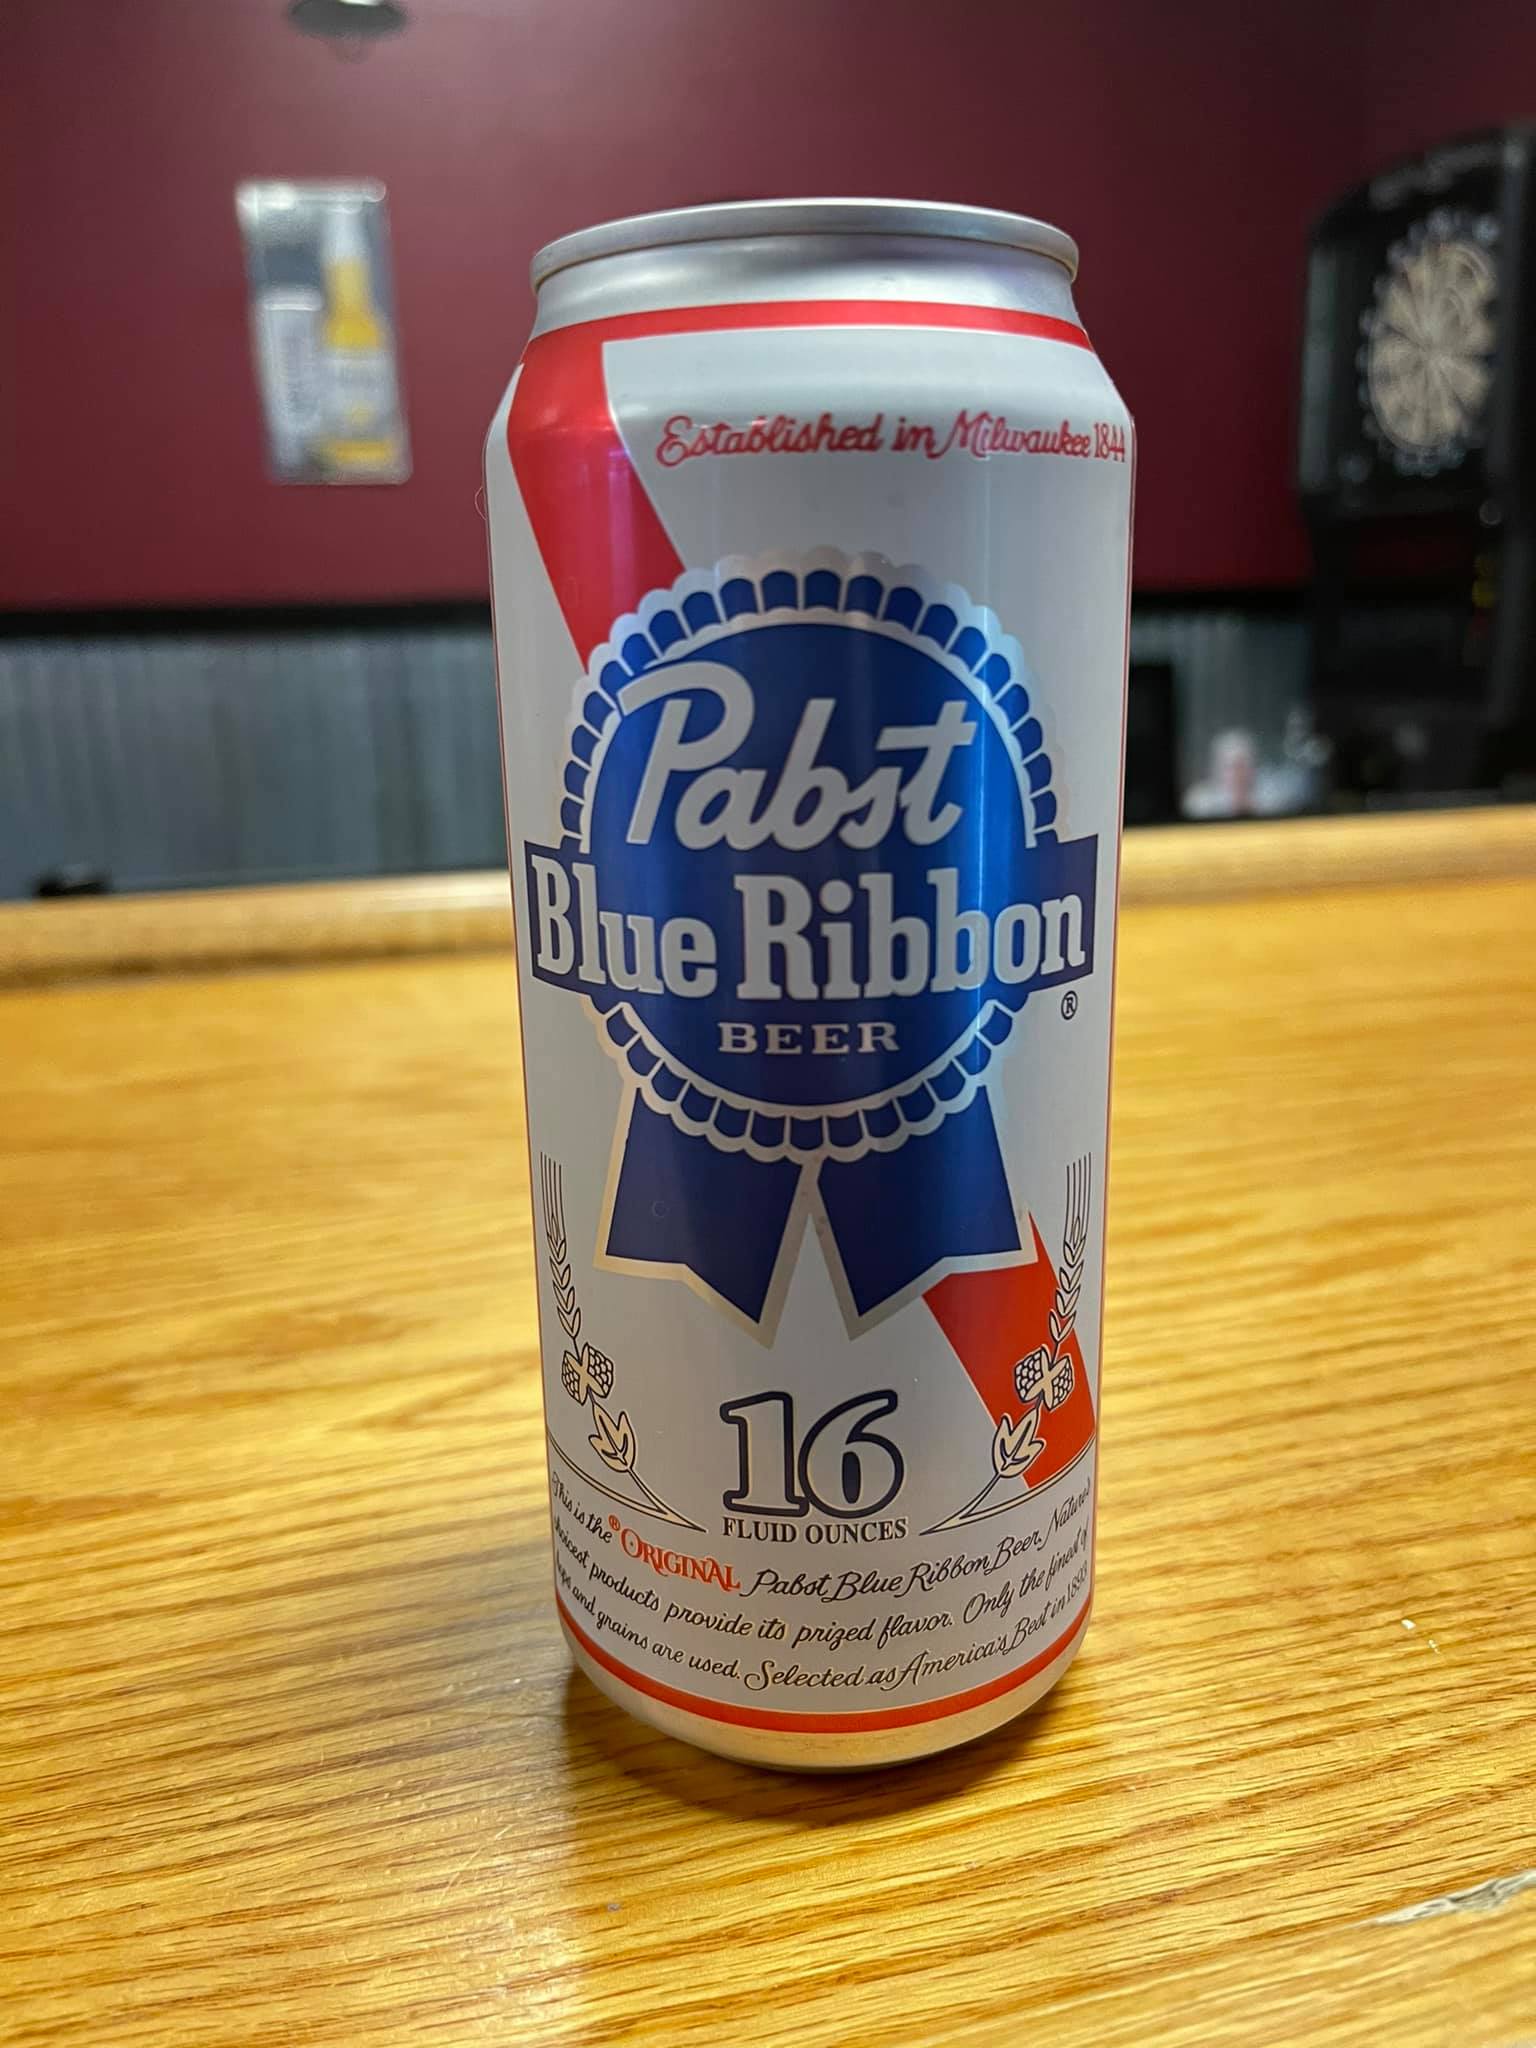 Established in Milwaukee 1844
Pabst
Blue Ribbon
®
BEER
16
FLUID OUNCES
This is the ®ORIGINAL Pabst Blue Ribbon Beer. Nature's
choicest products provide its prized flavor. Only the finest of
hops and grains are used. Selected as America's Best in 1893